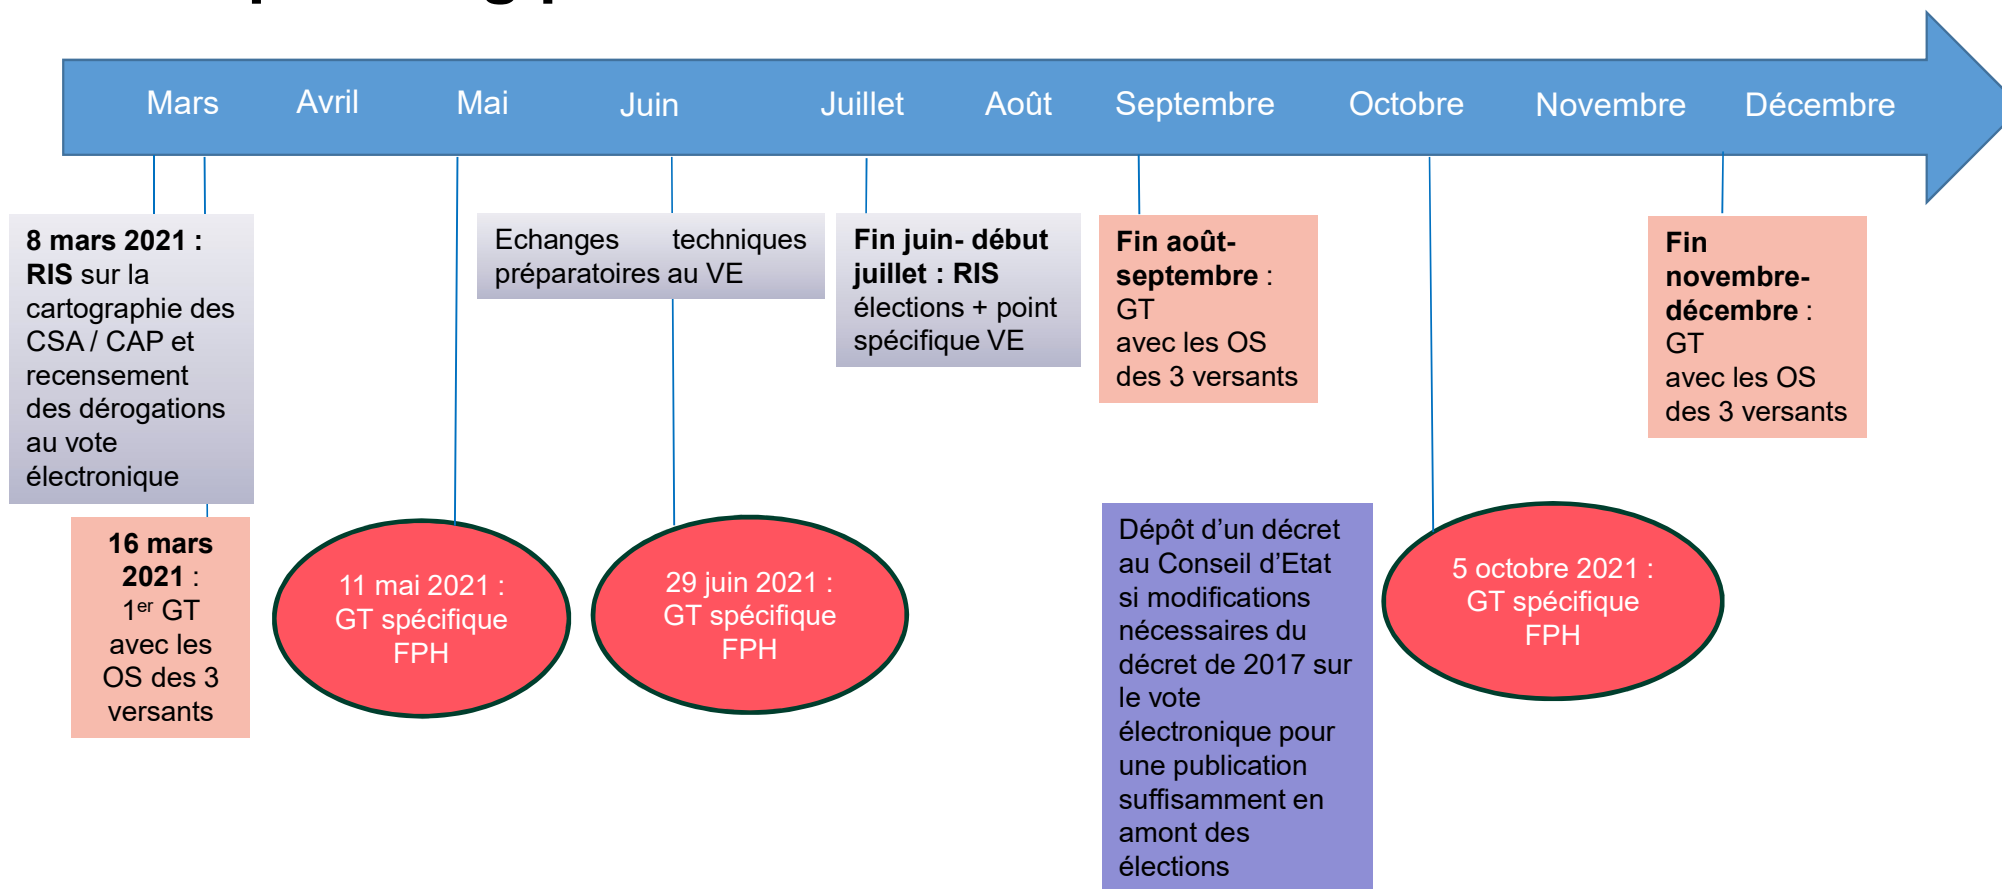 Mars Avril Mai Juin Juillet Août Septembre Octobre Novembre Décembre
8 mars 2021 :
RIS sur la
cartographie des
CSA / CAP et
recensement
des dérogations
au vote
électronique
16 mars
2021 :
1er GT
avec les
OS des 3
versants
11 mai 2021 :
GT spécifique
FPH
Echanges techniques
préparatoires au VE
29 juin 2021 :
GT spécifique
FPH
Fin juin- début
juillet : RIS
élections + point
spécifique VE
Fin août-
septembre :
GT
avec les OS
des 3 versants
Dépôt d’un décret
au Conseil d’Etat
si modifications
nécessaires du
décret de 2017 sur
le vote
électronique pour
une publication
suffisamment en
amont des
élections
5 octobre 2021 :
GT spécifique
FPH
Fin
novembre-
décembre :
GT
avec les OS
des 3 versants